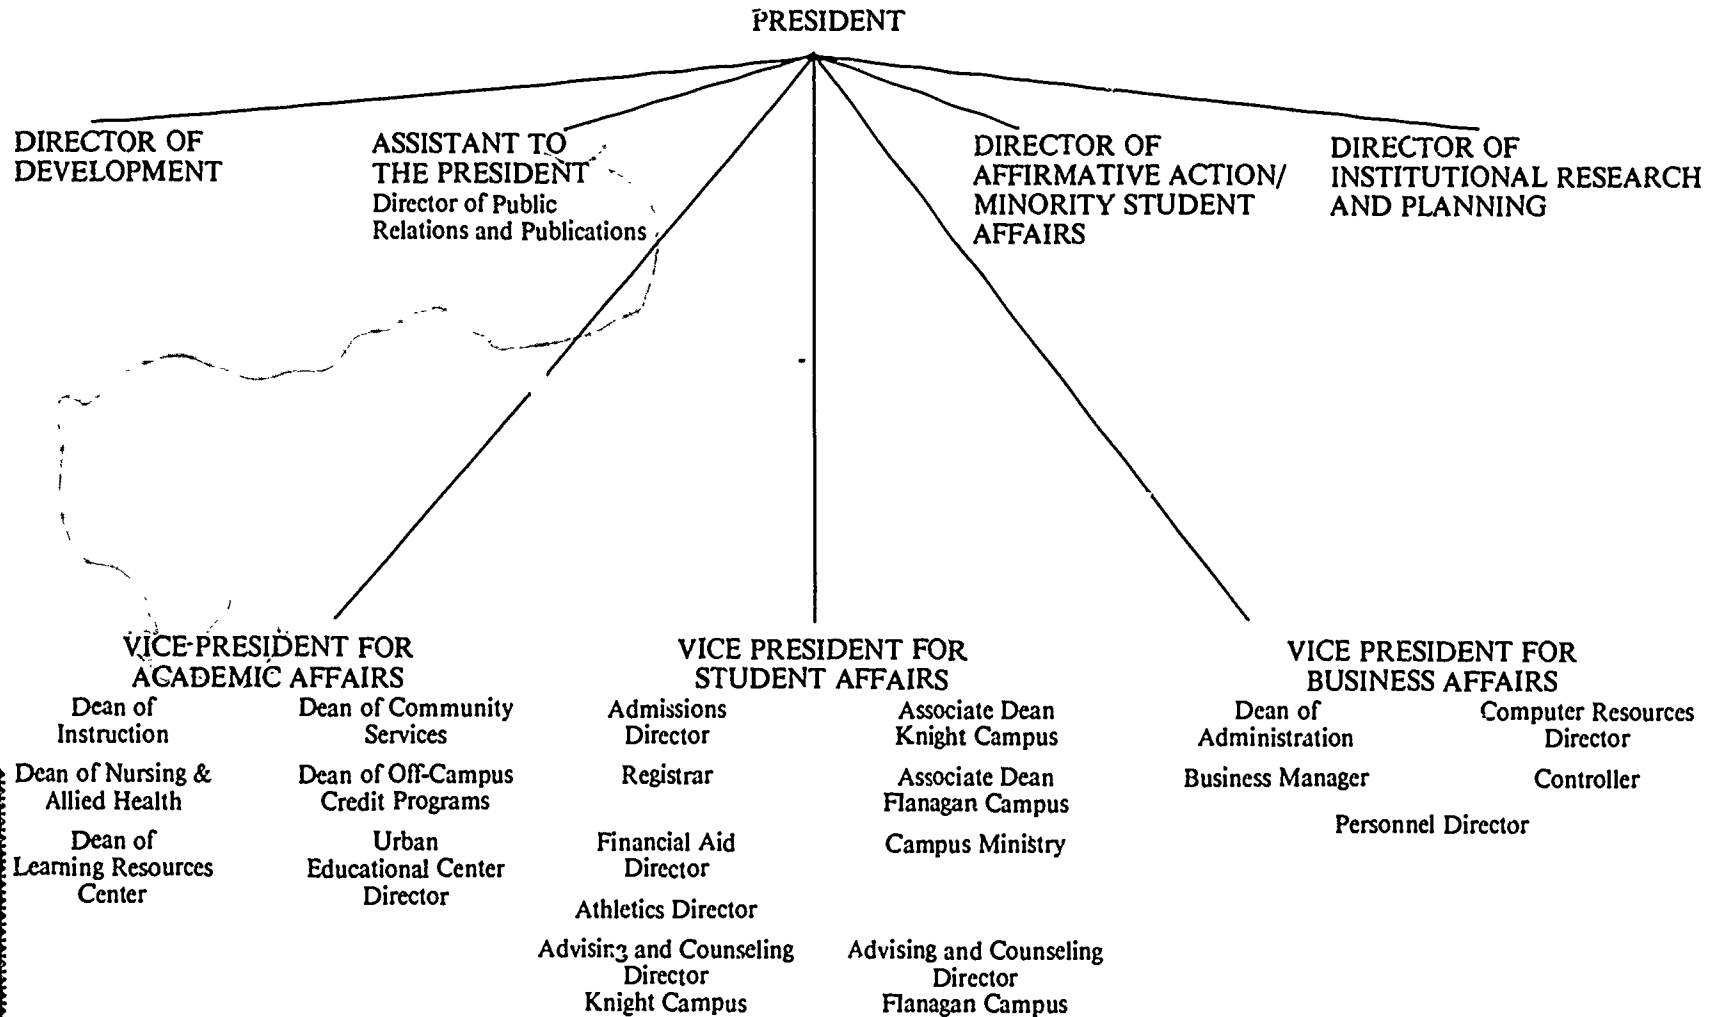 PRESIDENT
DIRECTOR OF
DEVELOPMENT
ASSISTANT TO
THE PRESIDENT
Director of Public
Relations and Publications
DIRECTOR OF
AFFIRMATIVE ACTION/
MINORITY STUDENT
AFFAIRS
DIRECTOR OF
INSTITUTIONAL RESEARCH
AND PLANNING
VICE-PRESIDENT FOR
ACADEMIC AFFAIRS
Dean of
Instruction
Dean of Community
Services
Dean of Nursing &
Allied Health
Dean of Off-Campus
Credit Programs
Dean of
Learning Resources
Center
Urban
Educational Center
Director
VICE PRESIDENT FOR
STUDENT AFFAIRS
Admissions
Director
Associate Dean
Knight Campus
Registrar
Associate Dean
Flanagan Campus
Financial Aid
Director
Campus Ministry
Athletics Director
Advising and Counseling
Director
Knight Campus
Advising and Counseling
Director
Flanagan Campus
VICE PRESIDENT FOR
BUSINESS AFFAIRS
Dean of
Administration
Computer Resources
Director
Business Manager
Controller
Personnel Director